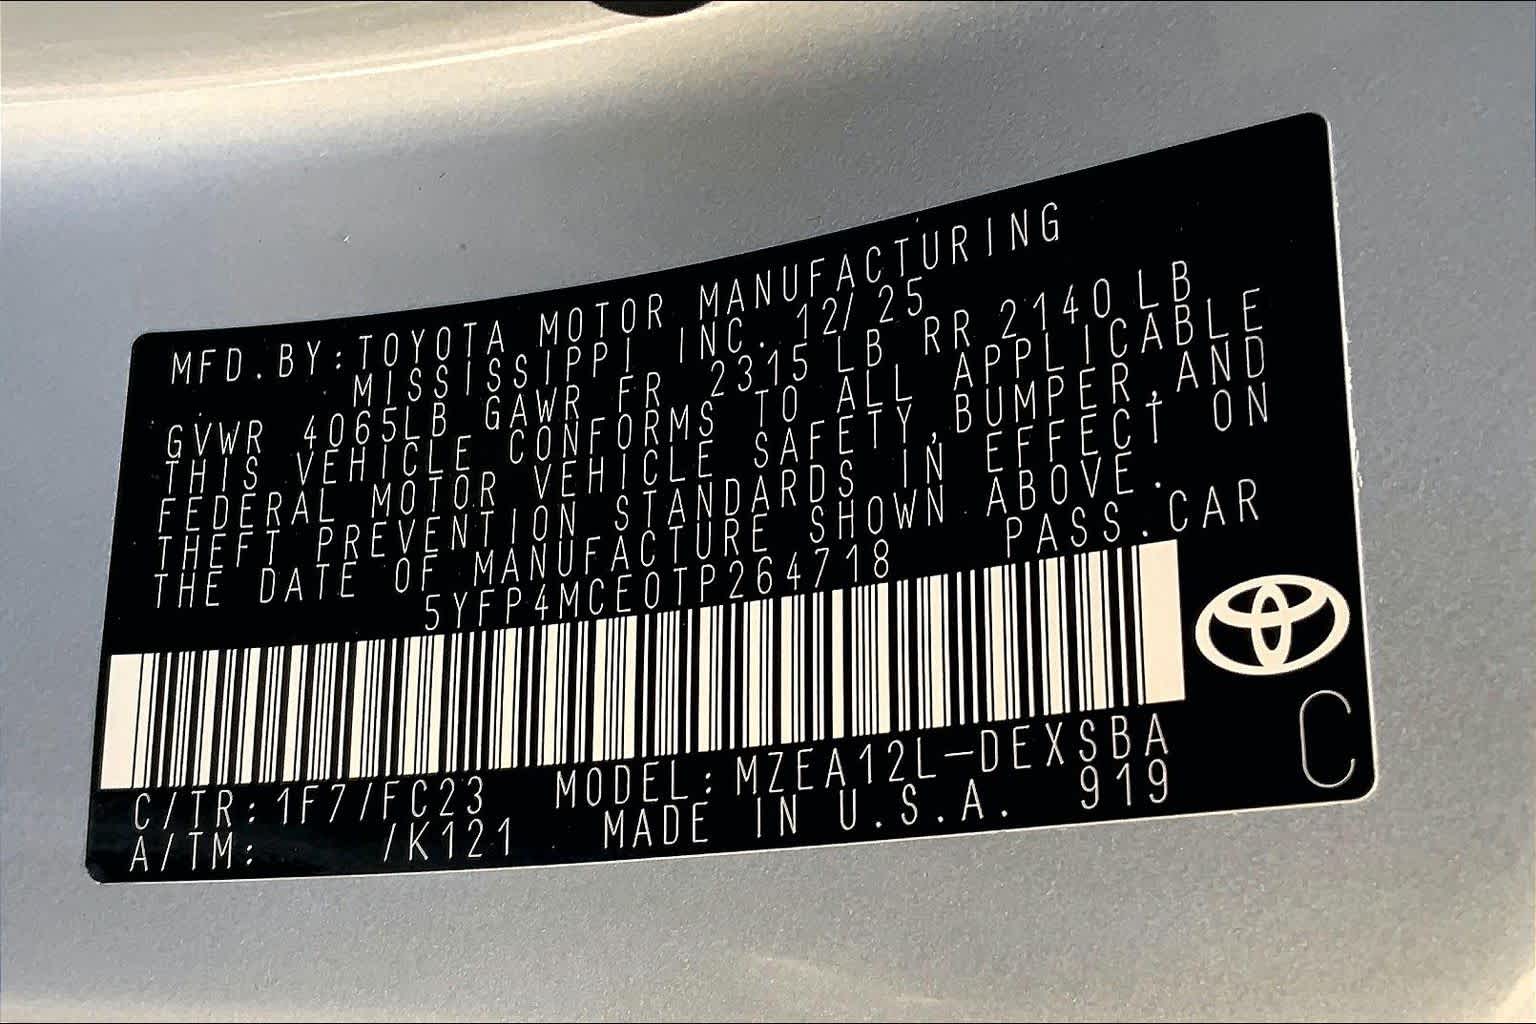 MFD.BY:TOYOTA MOTOR MANUFACTURING
MISSISSIPPI INC. 12/25
GVWR 4065LB GAWR FR 2315 LB RR 2140 LB
THIS VEHICLE CONFORMS TO ALL APPLICABLE
FEDERAL MOTOR VEHICLE SAFETY,BUMPER,AND
THEFT PREVENTION STANDARDS IN EFFECT ON
THE DATE OF MANUFACTURE SHOWN ABOVE.
5YFP4MCE0TP264718 PASS.CAR
C/TR:1F7/FC23 MODEL:MZEA12L-DEXSBA
A/TM: /K121 MADE IN U.S.A. 919
C